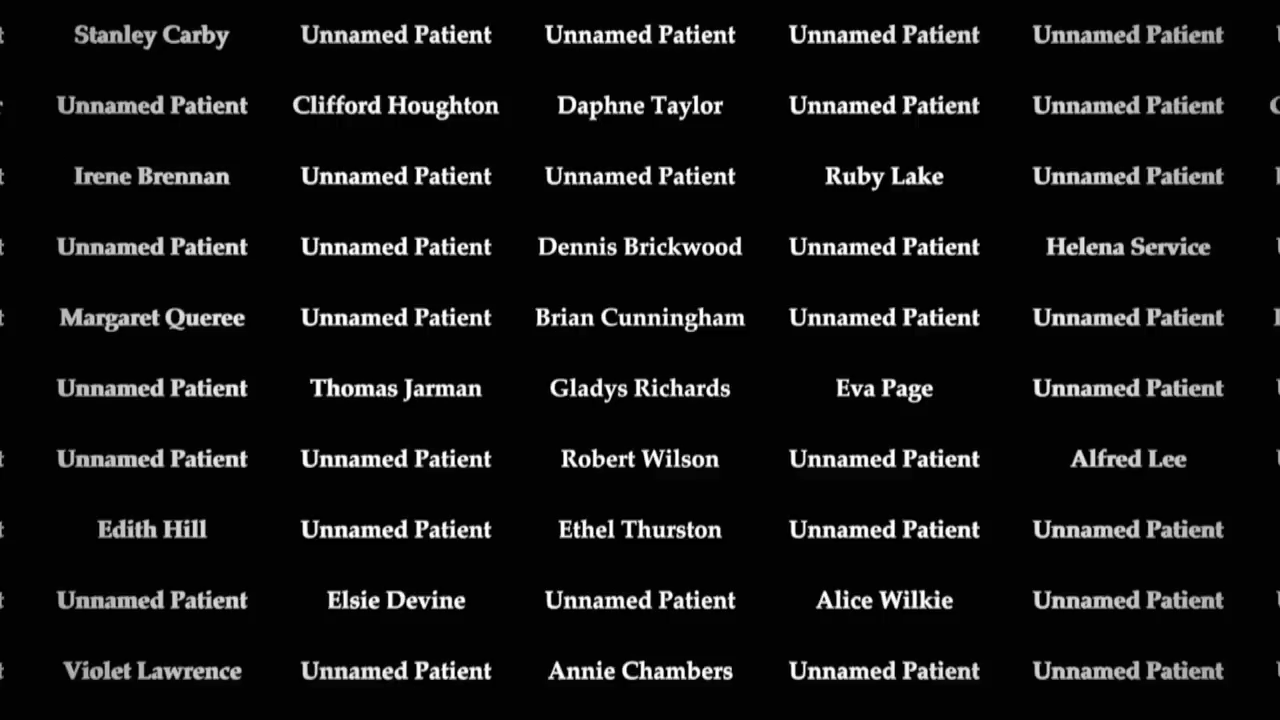 Stanley Carby Unnamed Patient Unnamed Patient Unnamed Patient Unnamed Patient
Unnamed Patient Clifford Houghton Daphne Taylor Unnamed Patient Unnamed Patient
Irene Brennan Unnamed Patient Unnamed Patient Ruby Lake Unnamed Patient
Unnamed Patient Unnamed Patient Dennis Brickwood Unnamed Patient Helena Service
Margaret Queree Unnamed Patient Brian Cunningham Unnamed Patient Unnamed Patient
Unnamed Patient Thomas Jarman Gladys Richards Eva Page Unnamed Patient
Unnamed Patient Unnamed Patient Robert Wilson Unnamed Patient Alfred Lee
Edith Hill Unnamed Patient Ethel Thurston Unnamed Patient Unnamed Patient
Unnamed Patient Elsie Devine Unnamed Patient Alice Wilkie Unnamed Patient
Violet Lawrence Unnamed Patient Annie Chambers Unnamed Patient Unnamed Patient